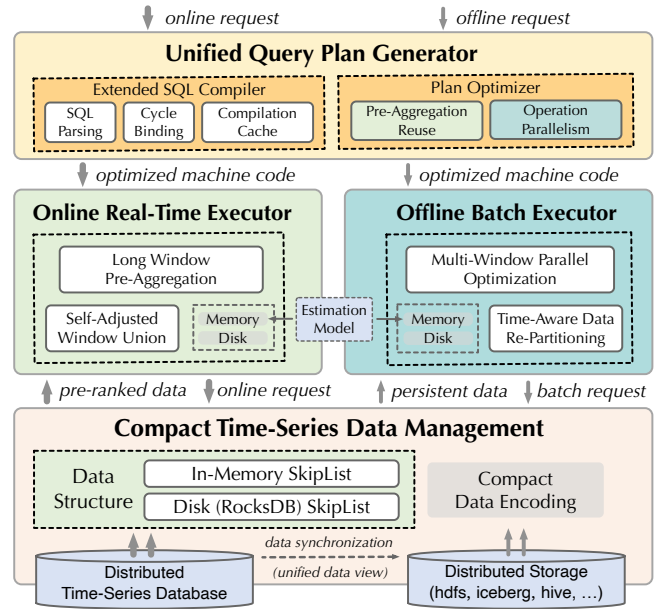 online request
offline request
Unified Query Plan Generator
Extended SQL Compiler
SQL
Parsing
Cycle
Binding
Compilation
Cache
Plan Optimizer
Pre-Aggregation
Reuse
Operation
Parallelism
optimized machine code
optimized machine code
Online Real-Time Executor
Long Window
Pre-Aggregation
Self-Adjusted
Window Union
Memory
Disk
Estimation
Model
Offline Batch Executor
Multi-Window Parallel
Optimization
Memory
Disk
Time-Aware Data
Re-Partitioning
pre-ranked data
online request
persistent data
batch request
Compact Time-Series Data Management
Data
Structure
In-Memory SkipList
Disk (RocksDB) SkipList
Compact
Data Encoding
data synchronization
(unified data view)
Distributed
Time-Series Database
Distributed Storage
(hdfs, iceberg, hive, ...)